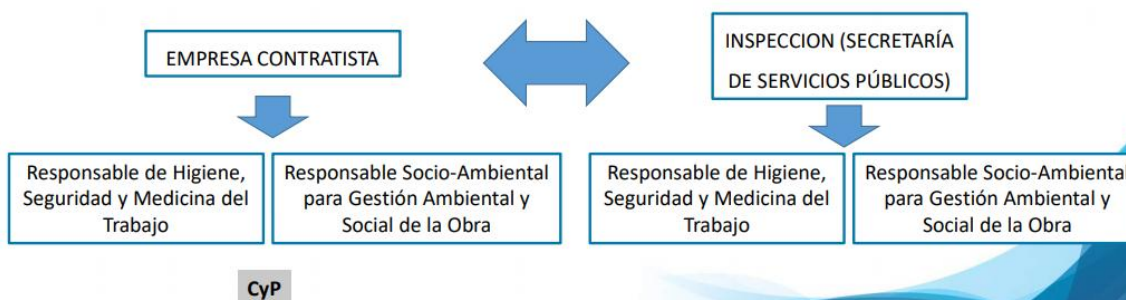 EMPRESA CONTRATISTA
INSPECCION (SECRETARÍA
DE SERVICIOS PÚBLICOS)
Responsable de Higiene,
Seguridad y Medicina del
Trabajo
Responsable Socio-Ambiental
para Gestión Ambiental y
Social de la Obra
Responsable de Higiene,
Seguridad y Medicina del
Trabajo
Responsable Socio-Ambiental
para Gestión Ambiental y
Social de la Obra
CyP